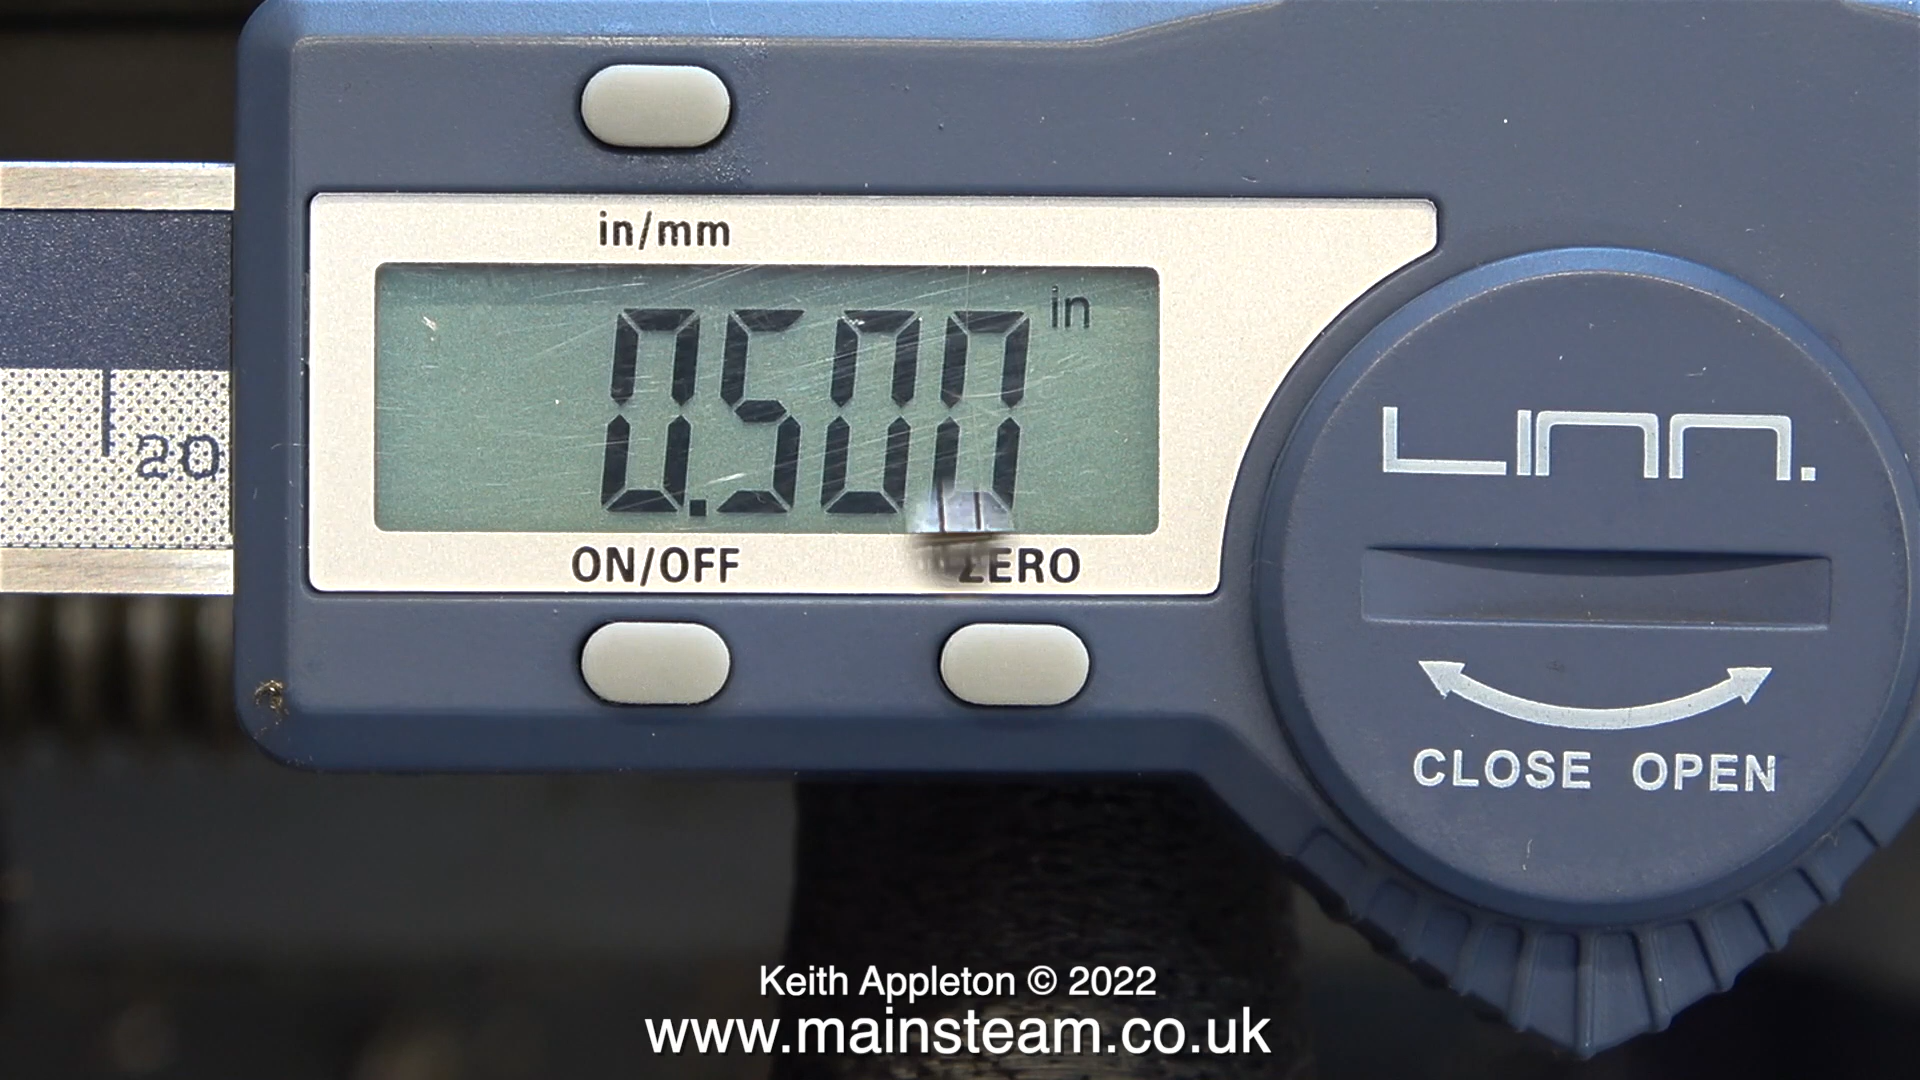 in/mm
0.500 in
20
ON/OFF ZERO
LINN.
CLOSE OPEN
Keith Appleton © 2022
www.mainsteam.co.uk